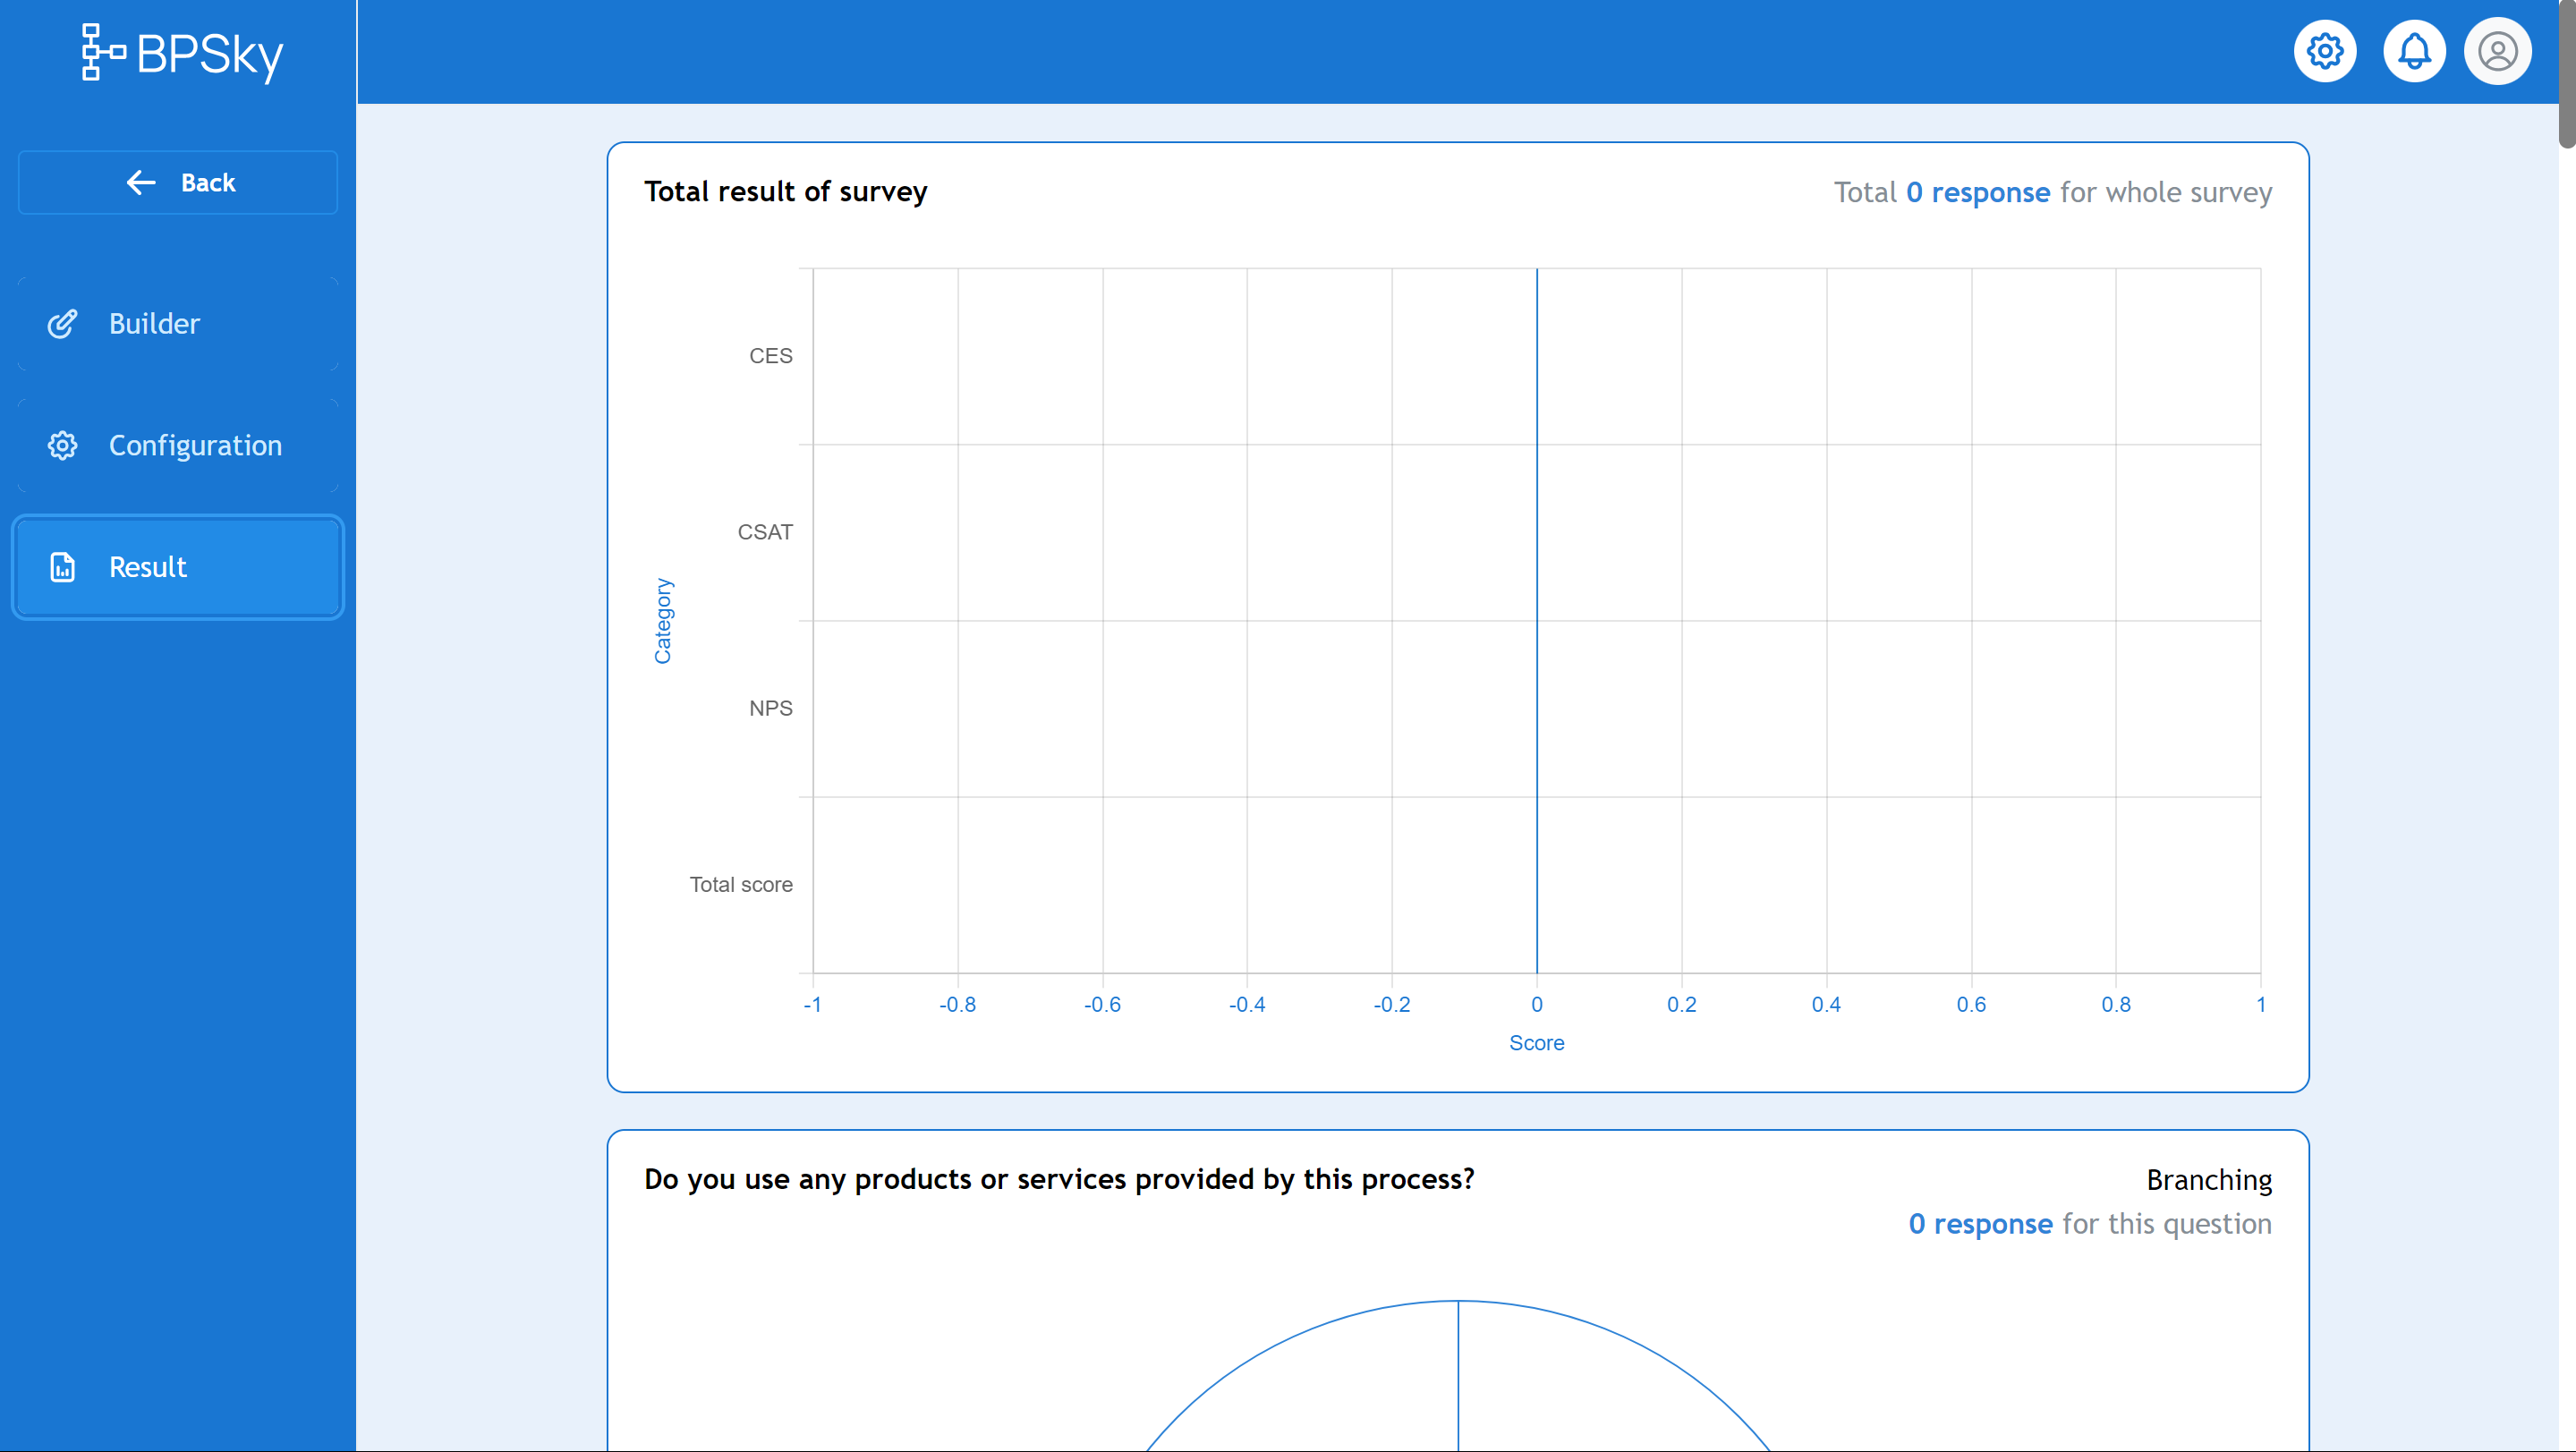 BPSky
Back
Builder
Configuration
Result
Total result of survey
Total 0 response for whole survey
Category
CES
CSAT
NPS
Total score
-1 -0.8 -0.6 -0.4 -0.2 0 0.2 0.4 0.6 0.8 1
Score
Do you use any products or services provided by this process?
Branching
0 response for this question